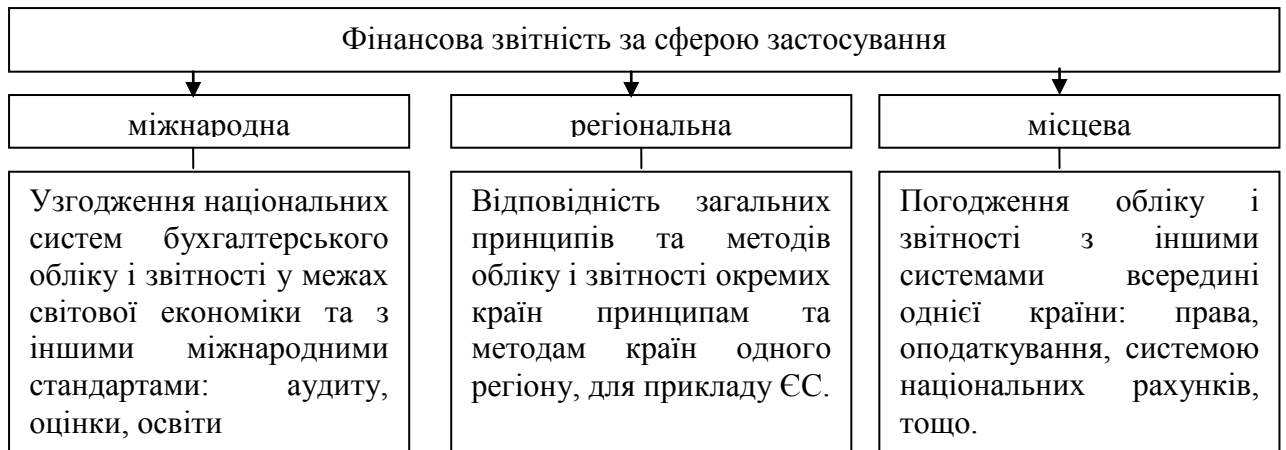 Фінансова звітність за сферою застосування
міжнародна
регіональна
місцева
Узгодження національних
систем бухгалтерського
обліку і звітності у межах
світової економіки та з
іншими міжнародними
стандартами: аудиту,
оцінки, освіти
Відповідність загальних
принципів та методів
обліку і звітності окремих
країн принципам та
методам країн одного
регіону, для прикладу ЄС.
Погодження обліку і
звітності з іншими
системами всередині
однієї країни: права,
оподаткування, системою
національних рахунків,
тощо.